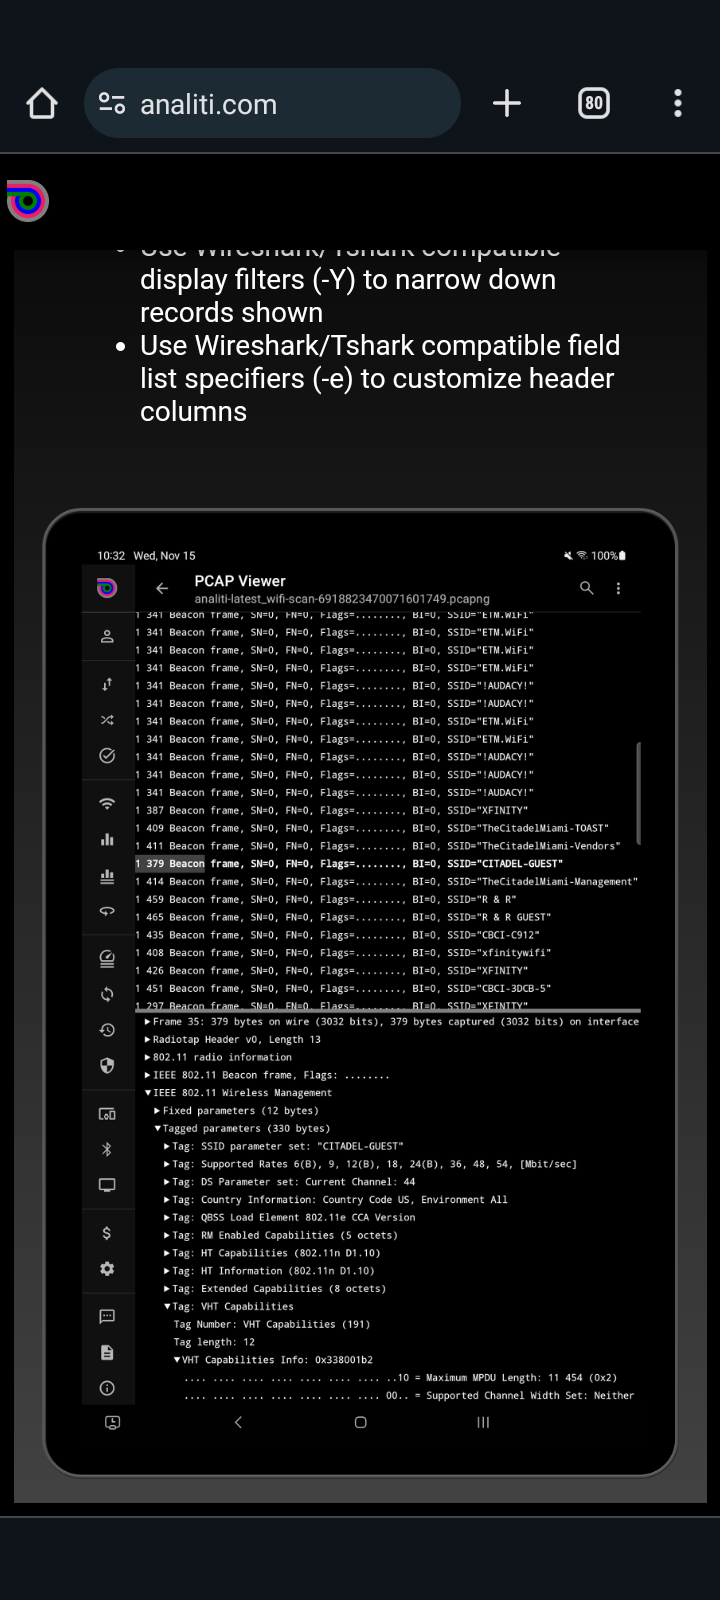 analiti.com
80
Use Wireshark/Tshark compatible
display filters (-Y) to narrow down
records shown
Use Wireshark/Tshark compatible field
list specifiers (-e) to customize header
columns
10:32 Wed, Nov 15
100%
PCAP Viewer
analiti-latest_wifi-scan-6918823470071601749.pcapng
1 341 Beacon frame, SN=0, FN=0, Flags=........, BI=0, SSID="ETM.WiFi"
1 341 Beacon frame, SN=0, FN=0, Flags=........, BI=0, SSID="ETM.WiFi"
1 341 Beacon frame, SN=0, FN=0, Flags=........, BI=0, SSID="ETM.WiFi"
1 341 Beacon frame, SN=0, FN=0, Flags=........, BI=0, SSID="ETM.WiFi"
1 341 Beacon frame, SN=0, FN=0, Flags=........, BI=0, SSID="!AUDACY!"
1 341 Beacon frame, SN=0, FN=0, Flags=........, BI=0, SSID="!AUDACY!"
1 341 Beacon frame, SN=0, FN=0, Flags=........, BI=0, SSID="ETM.WiFi"
1 341 Beacon frame, SN=0, FN=0, Flags=........, BI=0, SSID="ETM.WiFi"
1 341 Beacon frame, SN=0, FN=0, Flags=........, BI=0, SSID="!AUDACY!"
1 341 Beacon frame, SN=0, FN=0, Flags=........, BI=0, SSID="!AUDACY!"
1 341 Beacon frame, SN=0, FN=0, Flags=........, BI=0, SSID="!AUDACY!"
1 387 Beacon frame, SN=0, FN=0, Flags=........, BI=0, SSID="XFINITY"
1 409 Beacon frame, SN=0, FN=0, Flags=........, BI=0, SSID="TheCitadelMiami-TOAST"
1 411 Beacon frame, SN=0, FN=0, Flags=........, BI=0, SSID="TheCitadelMiami-Vendors"
1 379 Beacon frame, SN=0, FN=0, Flags=........, BI=0, SSID="CITADEL-GUEST"
1 414 Beacon frame, SN=0, FN=0, Flags=........, BI=0, SSID="TheCitadelMiami-Management"
1 459 Beacon frame, SN=0, FN=0, Flags=........, BI=0, SSID="R & R"
1 465 Beacon frame, SN=0, FN=0, Flags=........, BI=0, SSID="R & R GUEST"
1 435 Beacon frame, SN=0, FN=0, Flags=........, BI=0, SSID="CBCI-C912"
1 408 Beacon frame, SN=0, FN=0, Flags=........, BI=0, SSID="xfinitywifi"
1 426 Beacon frame, SN=0, FN=0, Flags=........, BI=0, SSID="XFINITY"
1 451 Beacon frame, SN=0, FN=0, Flags=........, BI=0, SSID="CBCI-3DCB-5"
1 297 Beacon frame, SN=0, FN=0, Flags=........, BI=0, SSID="XFINITY"
Frame 35: 379 bytes on wire (3032 bits), 379 bytes captured (3032 bits) on interface
Radiotap Header v0, Length 13
802.11 radio information
IEEE 802.11 Beacon frame, Flags: ........
IEEE 802.11 Wireless Management
Fixed parameters (12 bytes)
Tagged parameters (330 bytes)
Tag: SSID parameter set: "CITADEL-GUEST"
Tag: Supported Rates 6(B), 9, 12(B), 18, 24(B), 36, 48, 54, [Mbit/sec]
Tag: DS Parameter set: Current Channel: 44
Tag: Country Information: Country Code US, Environment All
Tag: QBSS Load Element 802.11e CCA Version
Tag: RM Enabled Capabilities (5 octets)
Tag: HT Capabilities (802.11n D1.10)
Tag: HT Information (802.11n D1.10)
Tag: Extended Capabilities (8 octets)
Tag: VHT Capabilities
Tag Number: VHT Capabilities (191)
Tag length: 12
VHT Capabilities Info: 0x338001b2
.... .... .... .... .... .... .... ..10 = Maximum MPDU Length: 11 454 (0x2)
.... .... .... .... .... .... .... 00.. = Supported Channel Width Set: Neither